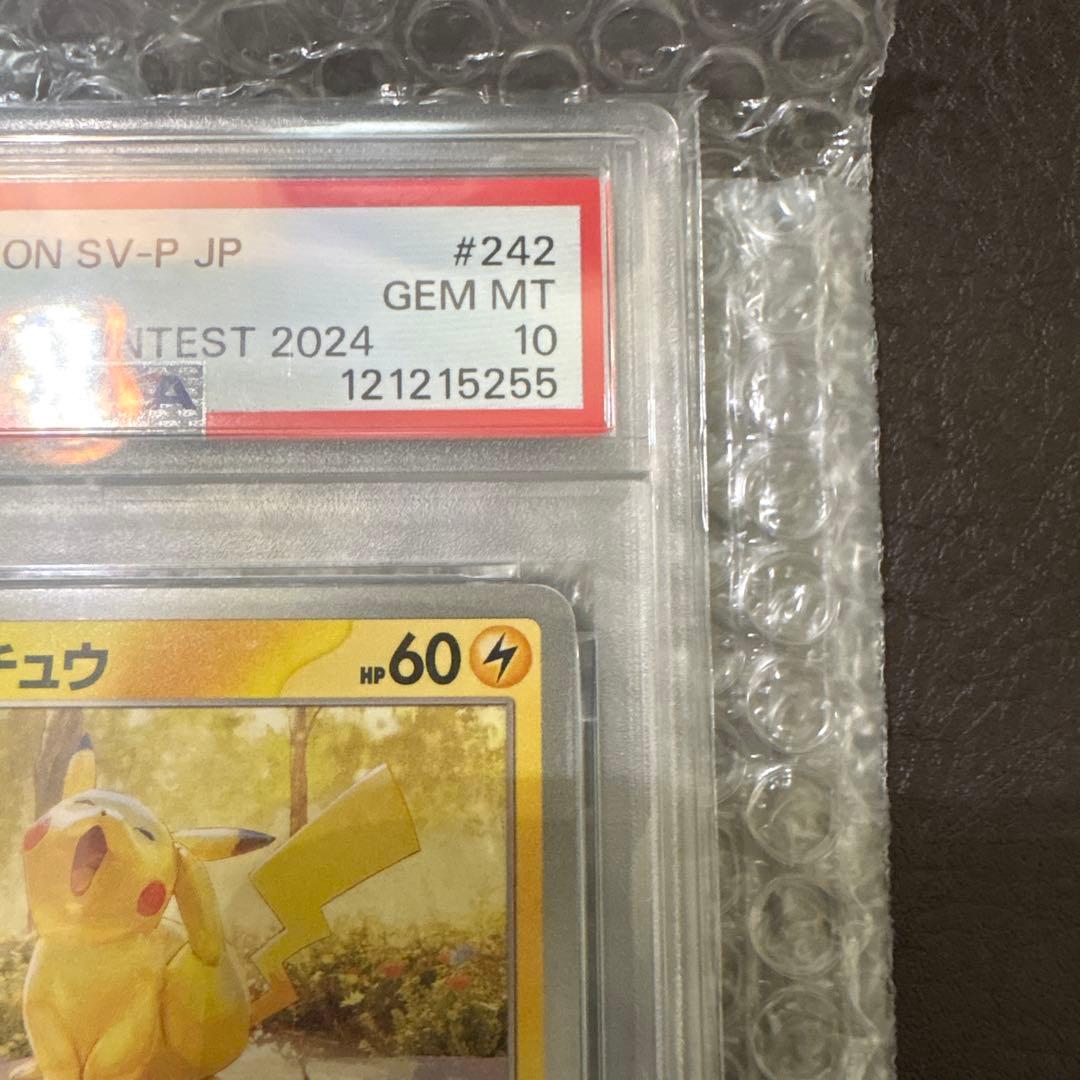 ON SV-P JP #242
GEM MT
NTEST 2024 10
A 121215255
チュウ HP60